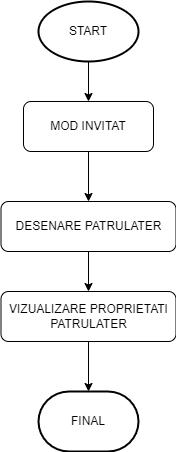 START
MOD INVITAT
DESENARE PATRULATER
VIZUALIZARE PROPRIETATI
PATRULATER
FINAL